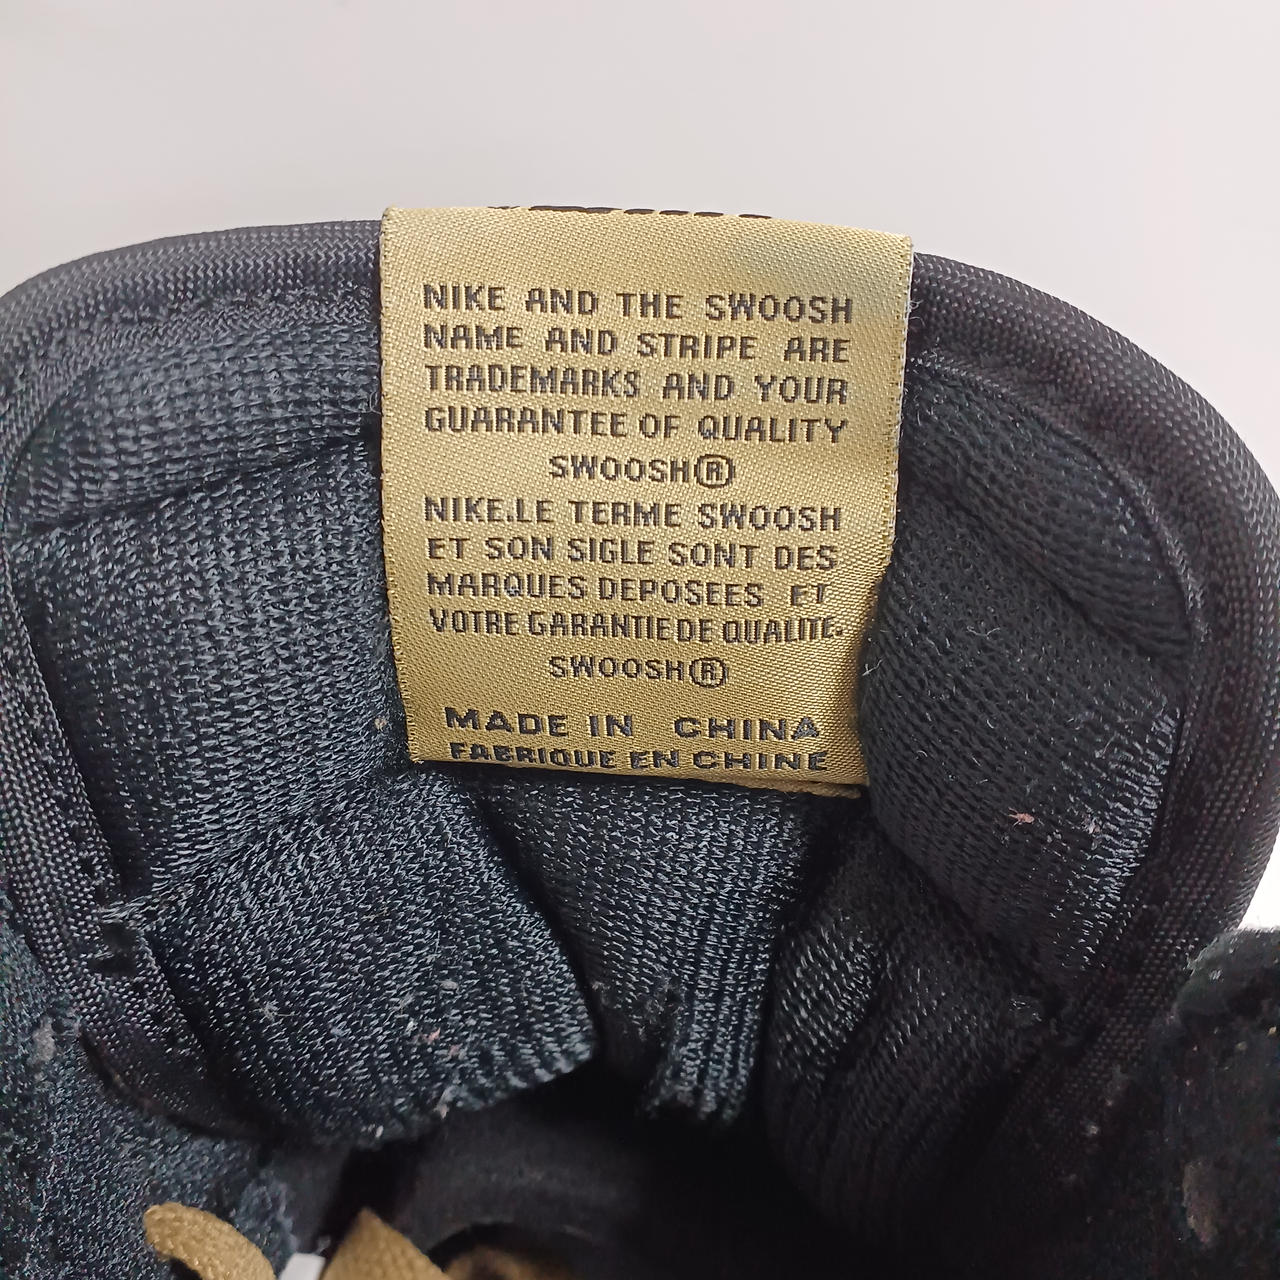 NIKE AND THE SWOOSH
NAME AND STRIPE ARE
TRADEMARKS AND YOUR
GUARANTEE OF QUALITY
SWOOSH®
NIKE.LE TERME SWOOSH
ET SON SIGLE SONT DES
MARQUES DEPOSEES ET
VOTRE GARANTIE DE QUALITE.
SWOOSH®
MADE IN CHINA
FABRIQUE EN CHINE